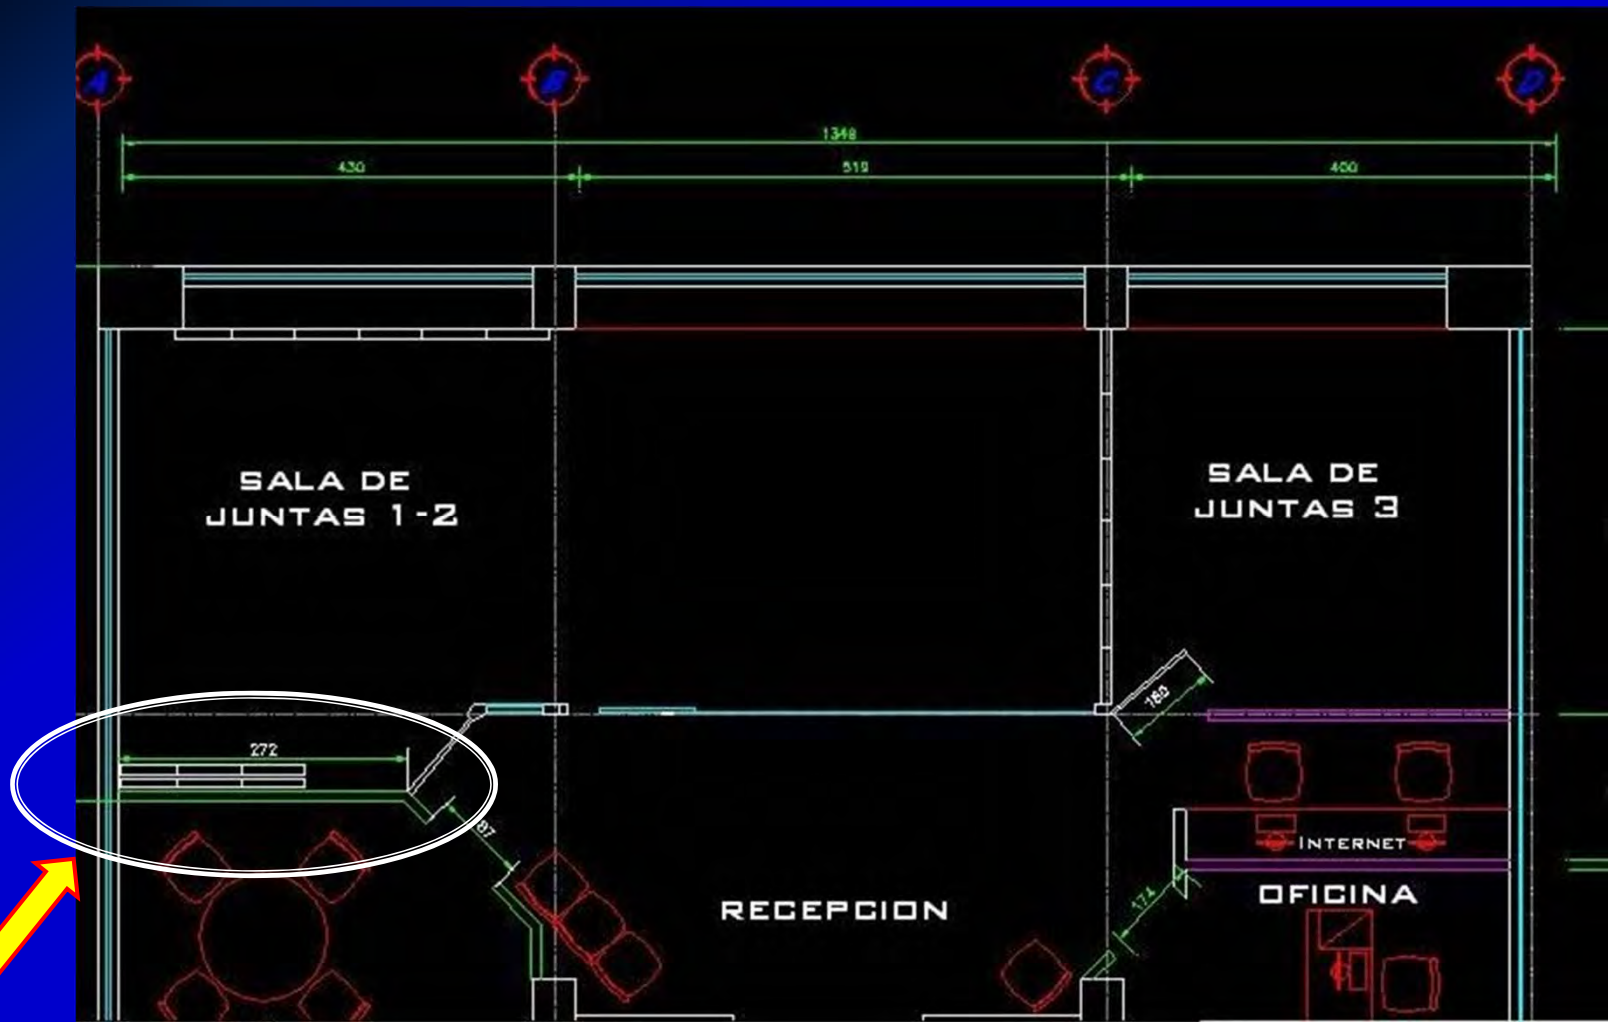 A B C D
1348
430 519 400
SALA DE
JUNTAS 1-2
SALA DE
JUNTAS 3
180
272
87
INTERNET
174
OFICINA
RECEPCION